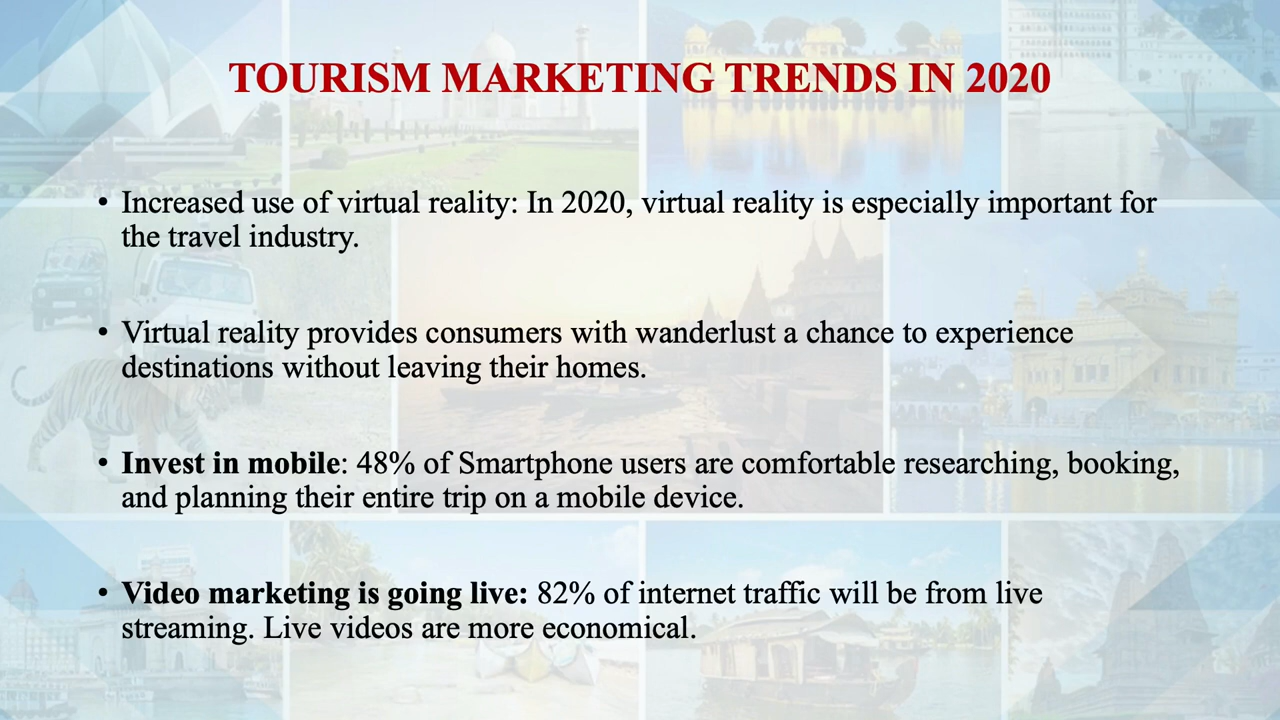 TOURISM MARKETING TRENDS IN 2020
• Increased use of virtual reality: In 2020, virtual reality is especially important for
the travel industry.
• Virtual reality provides consumers with wanderlust a chance to experience
destinations without leaving their homes.
• Invest in mobile: 48% of Smartphone users are comfortable researching, booking,
and planning their entire trip on a mobile device.
• Video marketing is going live: 82% of internet traffic will be from live
streaming. Live videos are more economical.